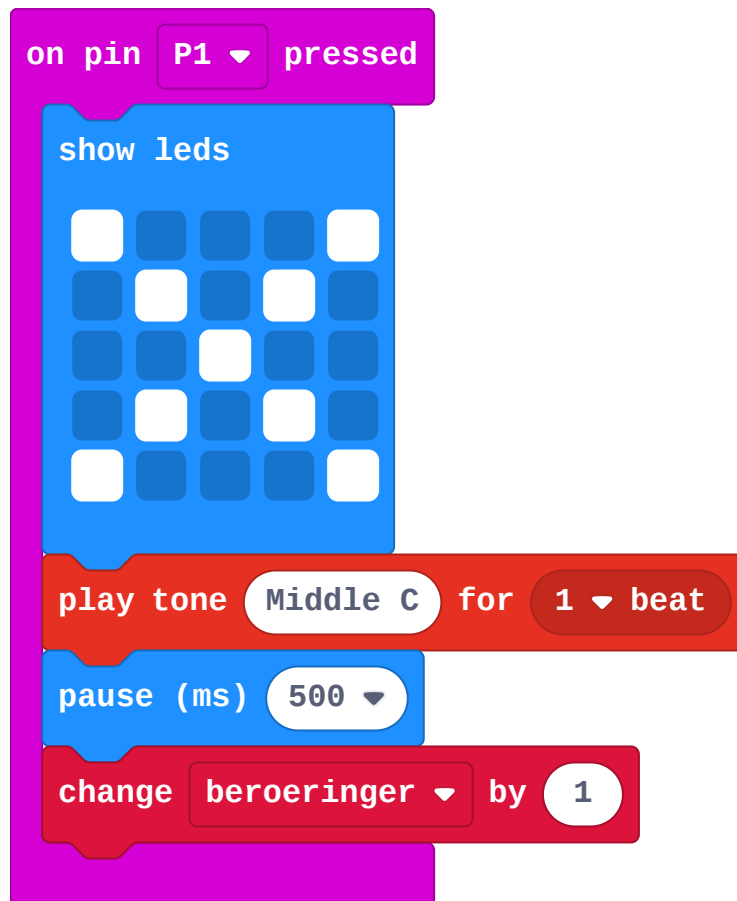 on pin P1 pressed
show leds
play tone Middle C for 1 beat
pause (ms) 500
change beroeringer by 1